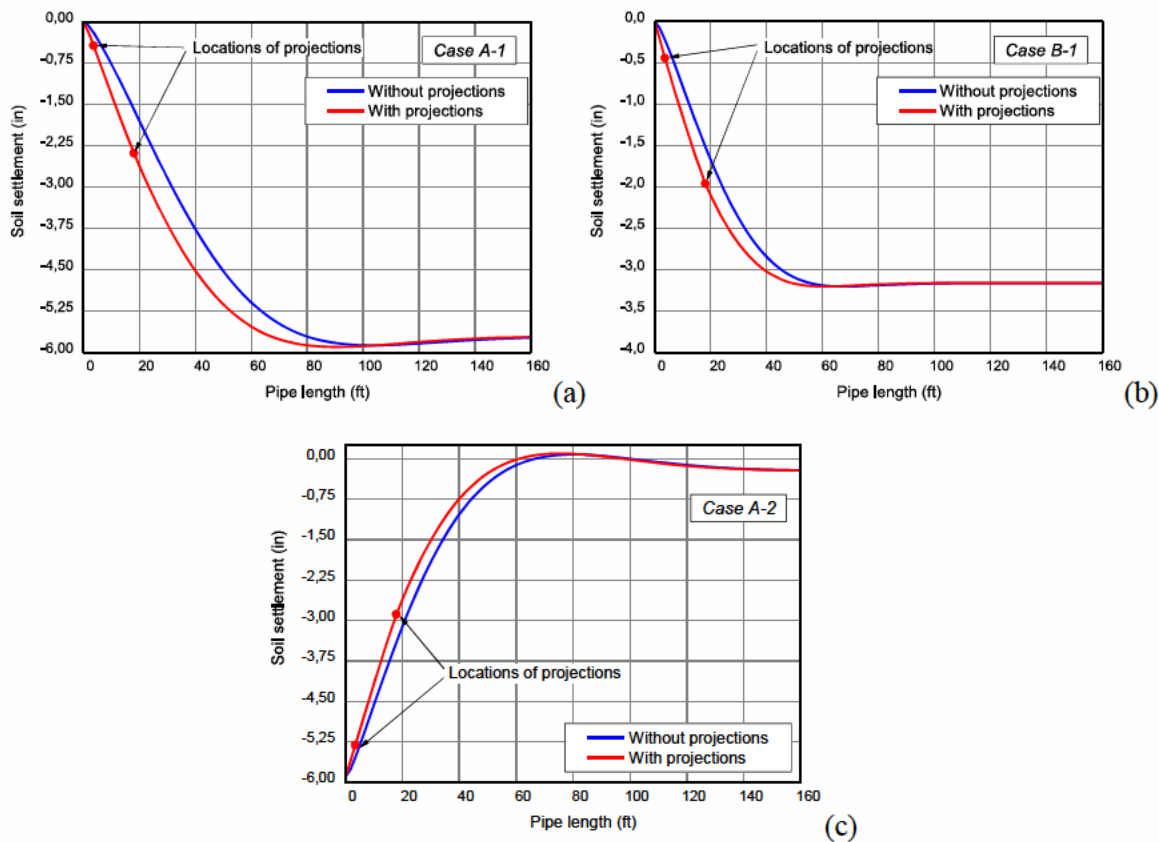 0,00
-0,75
-1,50
-2,25
-3,00
-3,75
-4,50
-5,25
-6,00
Soil settlement (in)
Locations of projections
Case A-1
Without projections
With projections
0 20 40 60 80 100 120 140 160
Pipe length (ft)
(a)
0,0
-0,5
-1,0
-1,5
-2,0
-2,5
-3,0
-3,5
-4,0
Soil settlement (in)
Locations of projections
Case B-1
Without projections
With projections
0 20 40 60 80 100 120 140 160
Pipe length (ft)
(b)
0,00
-0,75
-1,50
-2,25
-3,00
-3,75
-4,50
-5,25
-6,00
Soil settlement (in)
Case A-2
Locations of projections
Without projections
With projections
0 20 40 60 80 100 120 140 160
Pipe length (ft)
(c)